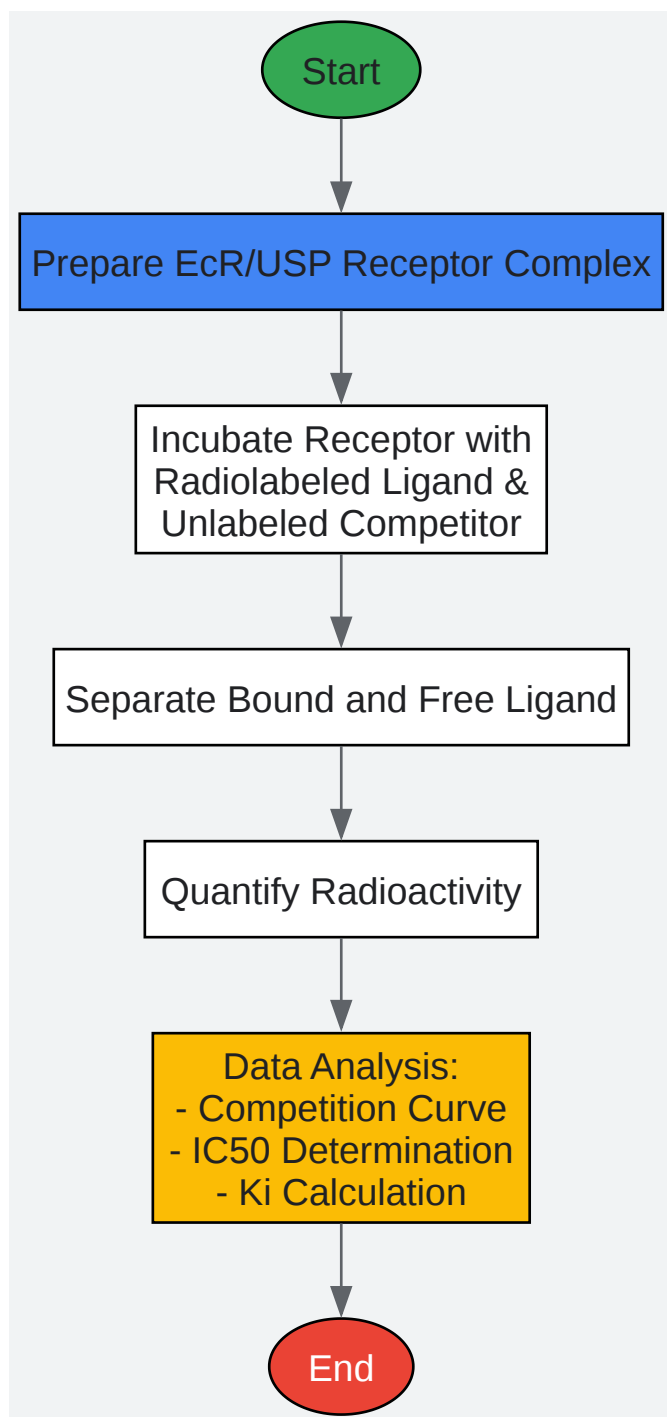 Start
Prepare EcR/USP Receptor Complex
Incubate Receptor with
Radiolabeled Ligand &
Unlabeled Competitor
Separate Bound and Free Ligand
Quantify Radioactivity
Data Analysis:
- Competition Curve
- IC50 Determination
- Ki Calculation
End